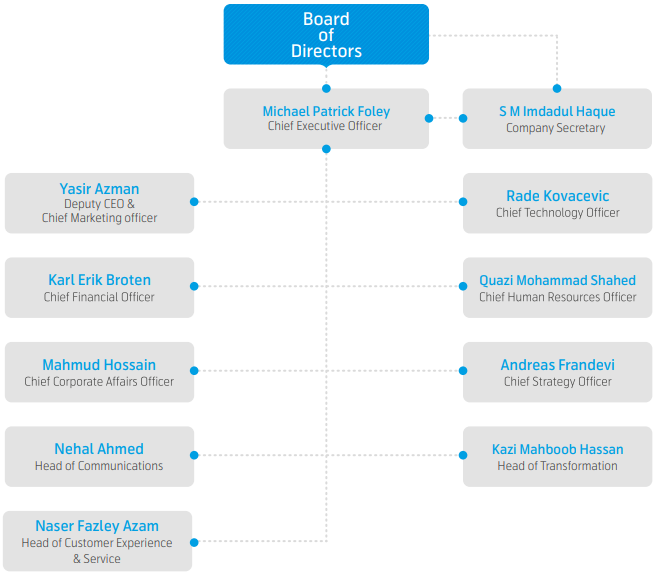 Board
of
Directors
Michael Patrick Foley
Chief Executive Officer
S M Imdadul Haque
Company Secretary
Yasir Azman
Deputy CEO &
Chief Marketing officer
Rade Kovacevic
Chief Technology Officer
Karl Erik Broten
Chief Financial Officer
Quazi Mohammad Shahed
Chief Human Resources Officer
Mahmud Hossain
Chief Corporate Affairs Officer
Andreas Frandevi
Chief Strategy Officer
Nehal Ahmed
Head of Communications
Kazi Mahboob Hassan
Head of Transformation
Naser Fazley Azam
Head of Customer Experience
& Service